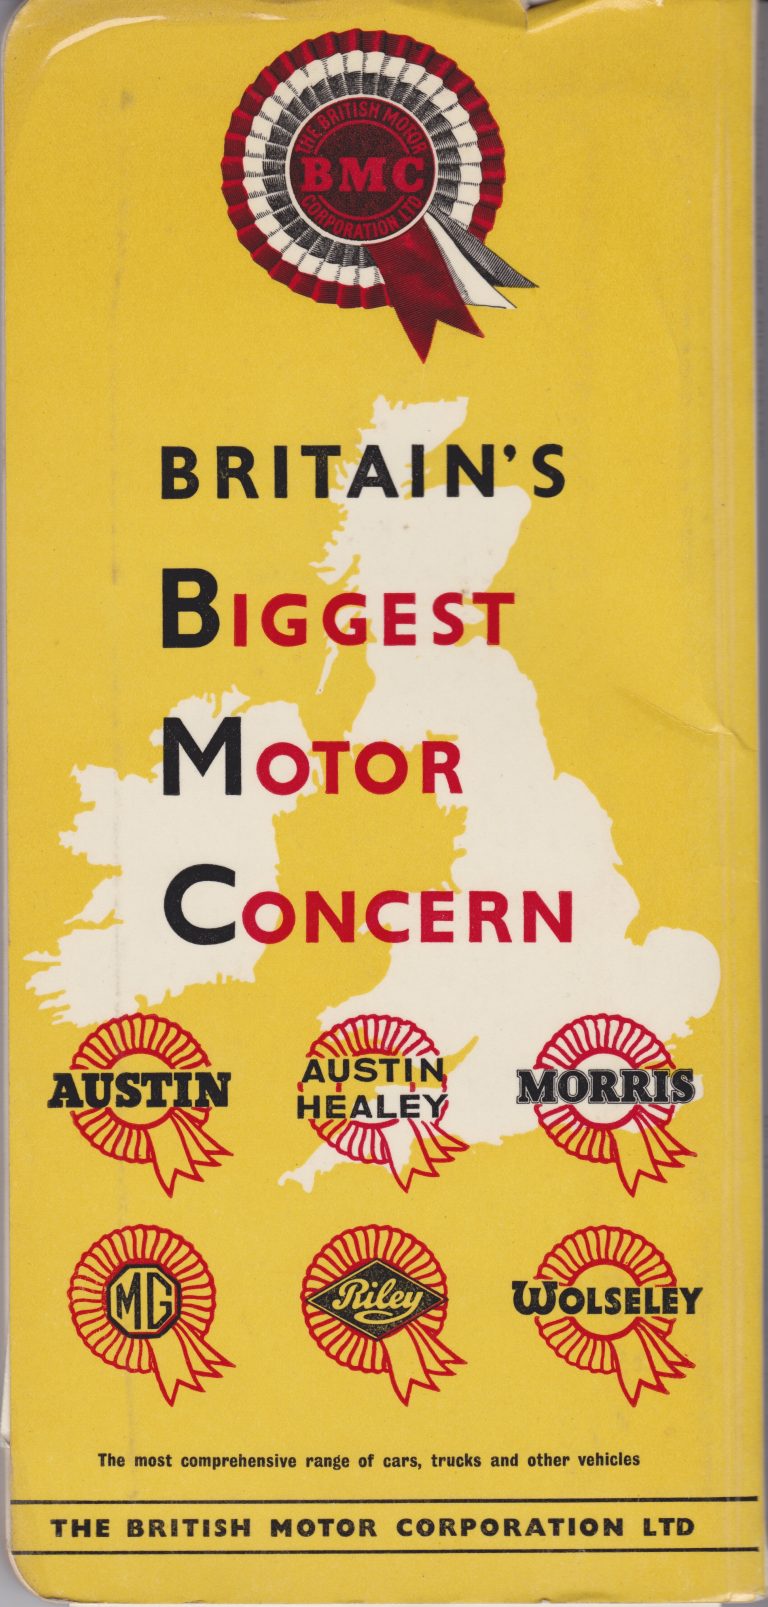 THE BRITISH MOTOR
BMC
CORPORATION LTD
BRITAIN'S
BIGGEST
MOTOR
CONCERN
AUSTIN
AUSTIN
HEALEY
MORRIS
MG
Riley
WOLSELEY
The most comprehensive range of cars, trucks and other vehicles
THE BRITISH MOTOR CORPORATION LTD